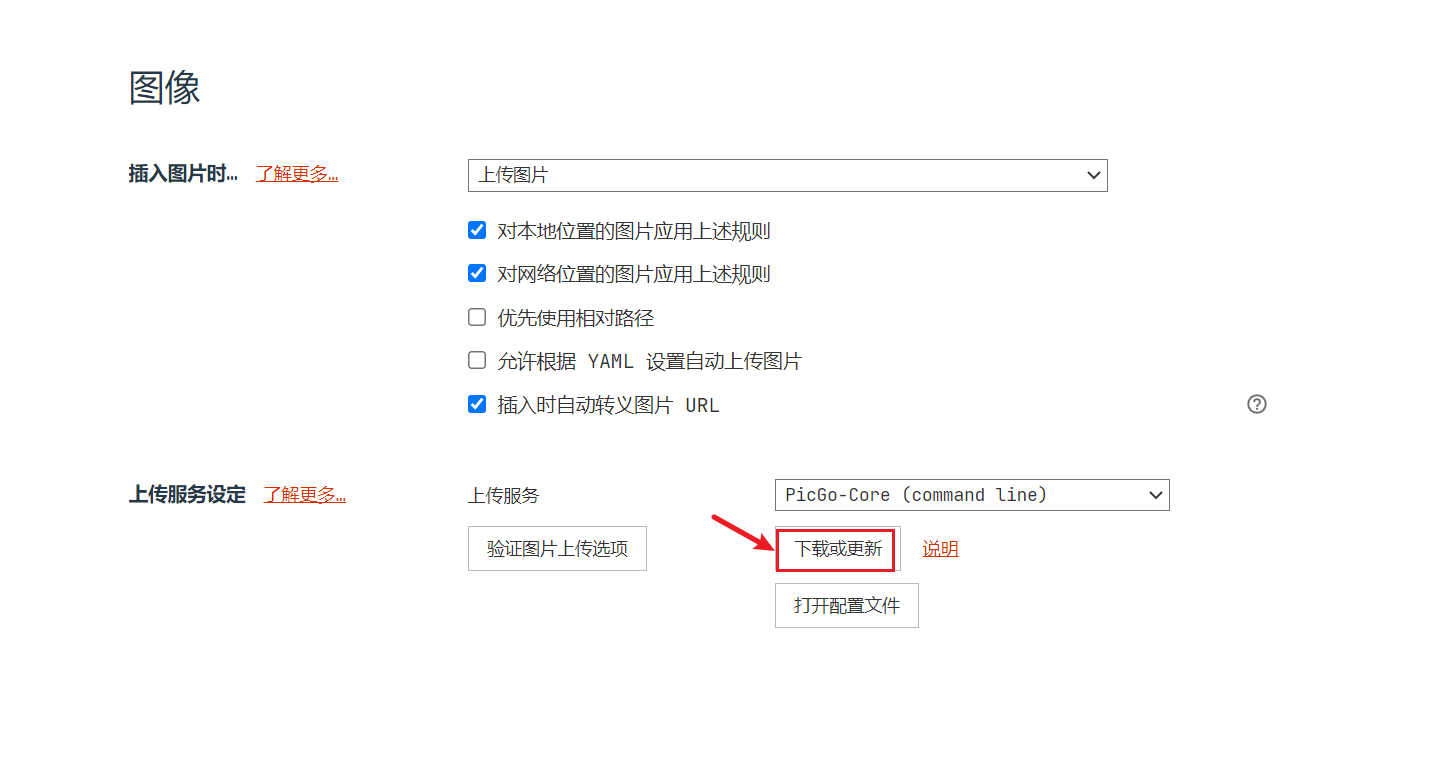 图像
插入图片时… 了解更多… 上传图片
对本地位置的图片应用上述规则
对网络位置的图片应用上述规则
优先使用相对路径
允许根据 YAML 设置自动上传图片
插入时自动转义图片 URL
上传服务设定 了解更多… 上传服务 PicGo-Core (command line)
验证图片上传选项 下载或更新 说明
打开配置文件